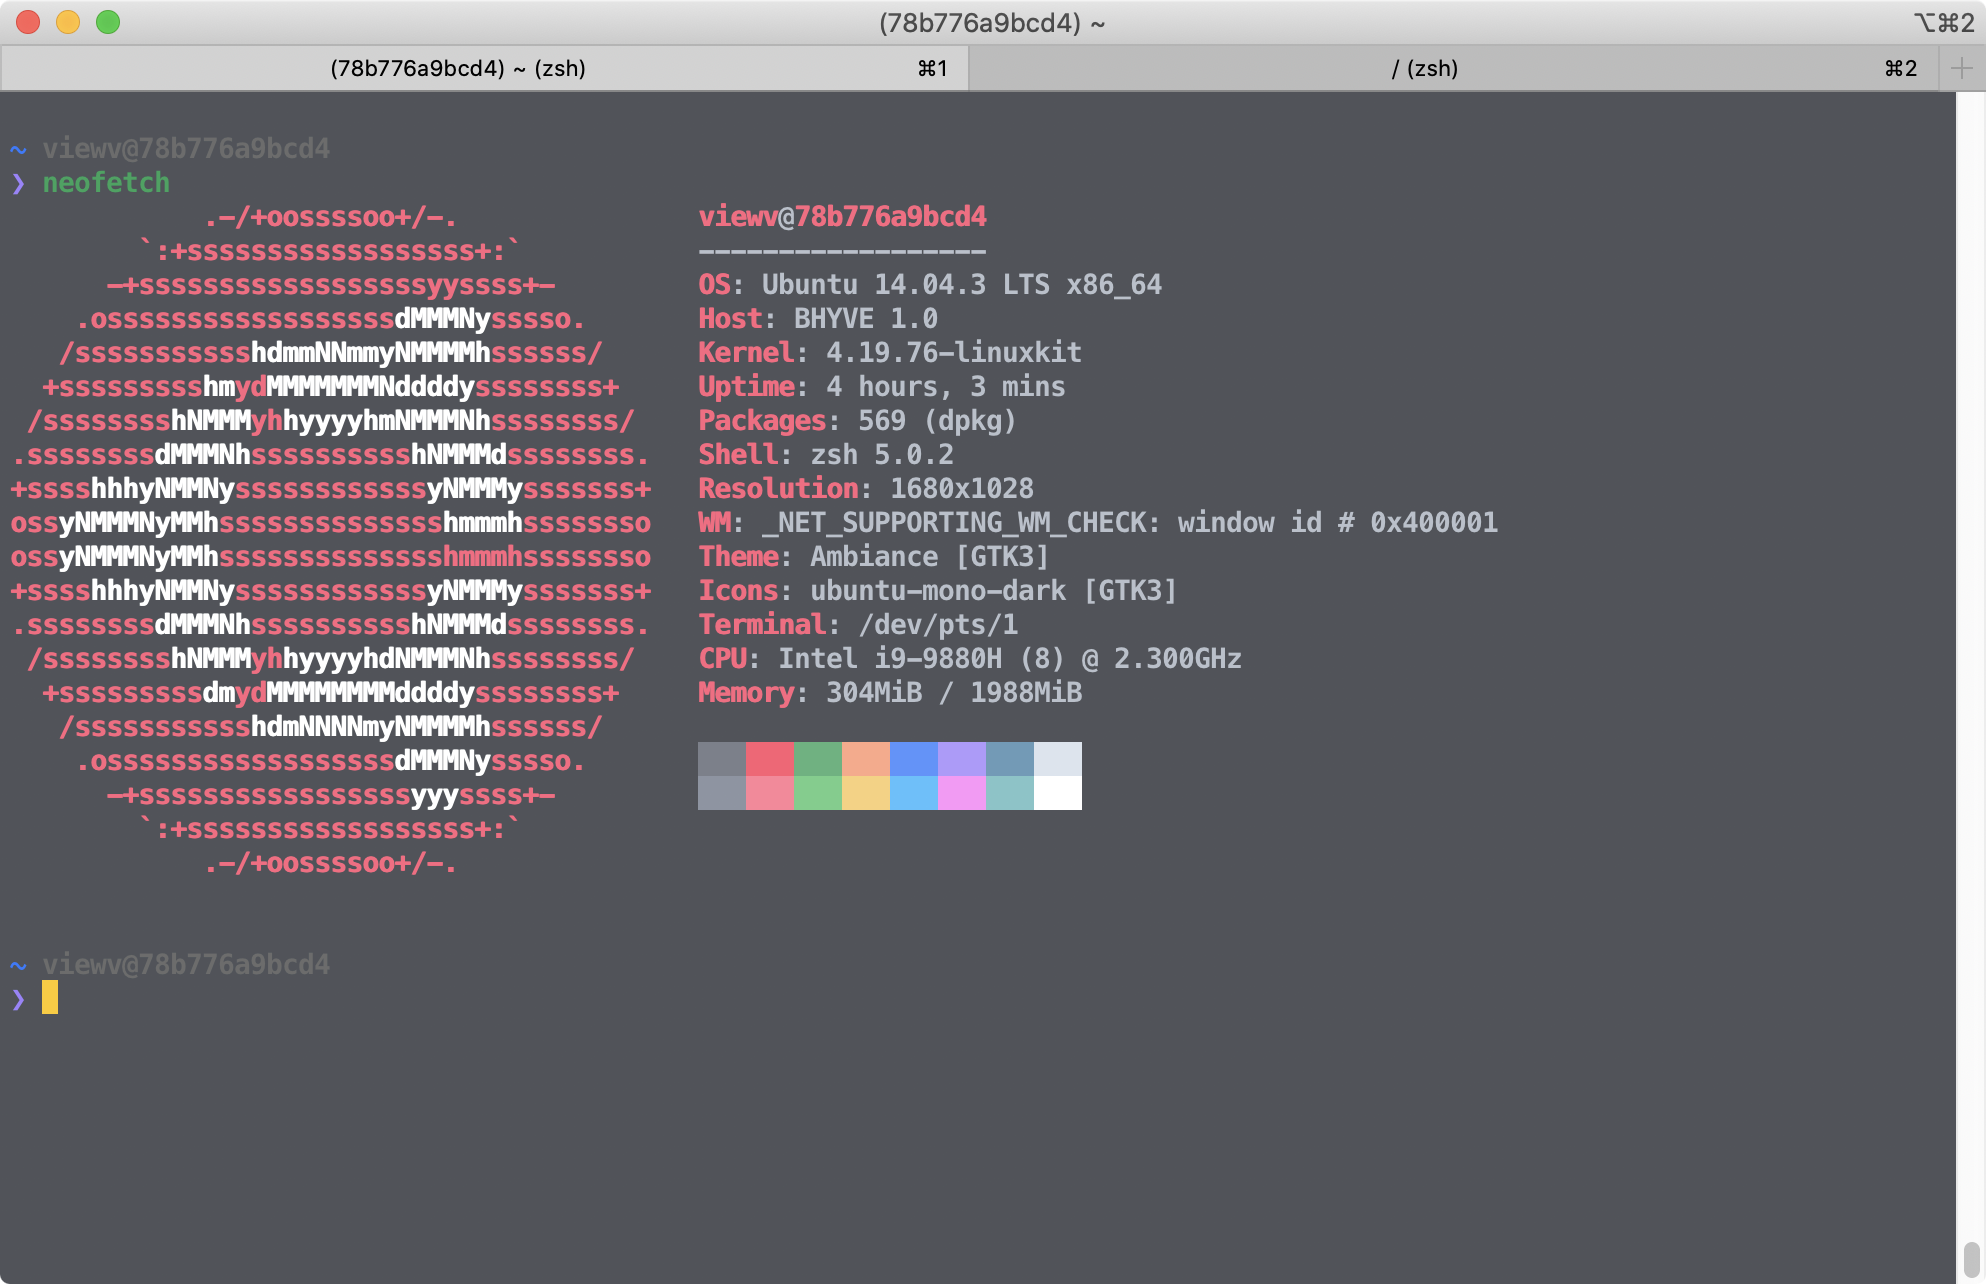 (78b776a9bcd4) ~ ⌥⌘2
(78b776a9bcd4) ~ (zsh) ⌘1 / (zsh) ⌘2 +
~ viewv@78b776a9bcd4
❯ neofetch
.-/+oossssoo+/-. viewv@78b776a9bcd4
`:+ssssssssssssssssss+:` ------------------
-+ssssssssssssssssssyyssss+- OS: Ubuntu 14.04.3 LTS x86_64
.ossssssssssssssssssdMMMNysssso. Host: BHYVE 1.0
/ssssssssssshdmmNNmmyNMMMMhssssss/ Kernel: 4.19.76-linuxkit
+ssssssssshmydMMMMMMMNddddyssssssss+ Uptime: 4 hours, 3 mins
/sssssssshNMMMyhhyyyyhmNMMMNhssssssss/ Packages: 569 (dpkg)
.ssssssssdMMMNhsssssssssshNMMMdssssssss. Shell: zsh 5.0.2
+sssshhhyNMMNyssssssssssssyNMMMysssssss+ Resolution: 1680x1028
ossyNMMMNyMMhsssssssssssssshmmmhssssssso WM: _NET_SUPPORTING_WM_CHECK: window id # 0x400001
ossyNMMMNyMMhsssssssssssssshmmmhssssssso Theme: Ambiance [GTK3]
+sssshhhyNMMNyssssssssssssyNMMMysssssss+ Icons: ubuntu-mono-dark [GTK3]
.ssssssssdMMMNhsssssssssshNMMMdssssssss. Terminal: /dev/pts/1
/sssssssshNMMMyhhyyyyhdNMMMNhssssssss/ CPU: Intel i9-9880H (8) @ 2.300GHz
+sssssssssdmydMMMMMMMMddddyssssssss+ Memory: 304MiB / 1988MiB
/ssssssssssshdmNNNNmyNMMMMhssssss/
.ossssssssssssssssssdMMMNysssso.
-+sssssssssssssssssyyyssss+-
`:+ssssssssssssssssss+:`
.-/+oossssoo+/-.
~ viewv@78b776a9bcd4
❯